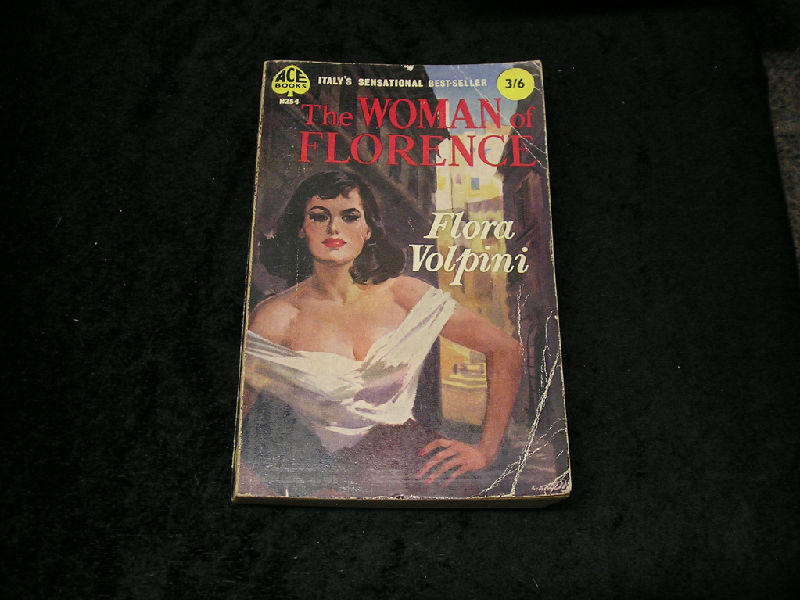 ACE
BOOKS
ITALY'S SENSATIONAL BEST-SELLER
3/6
The WOMAN of
FLORENCE
Flora
Volpini